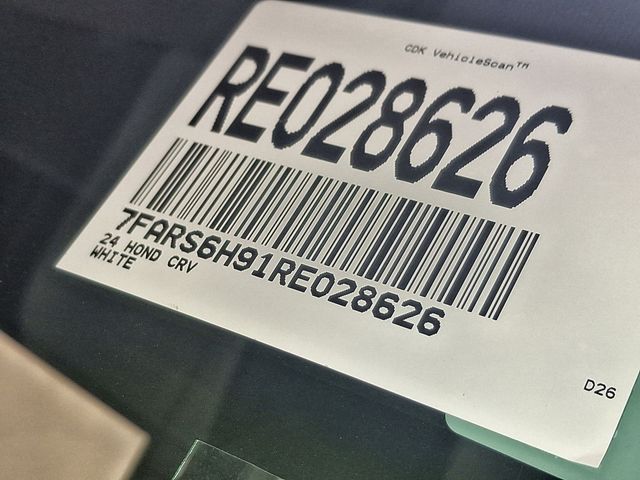 CDK VehicleScan™
RE028626
7FARS6H91RE028626
24 HOND CRV
WHITE
D26